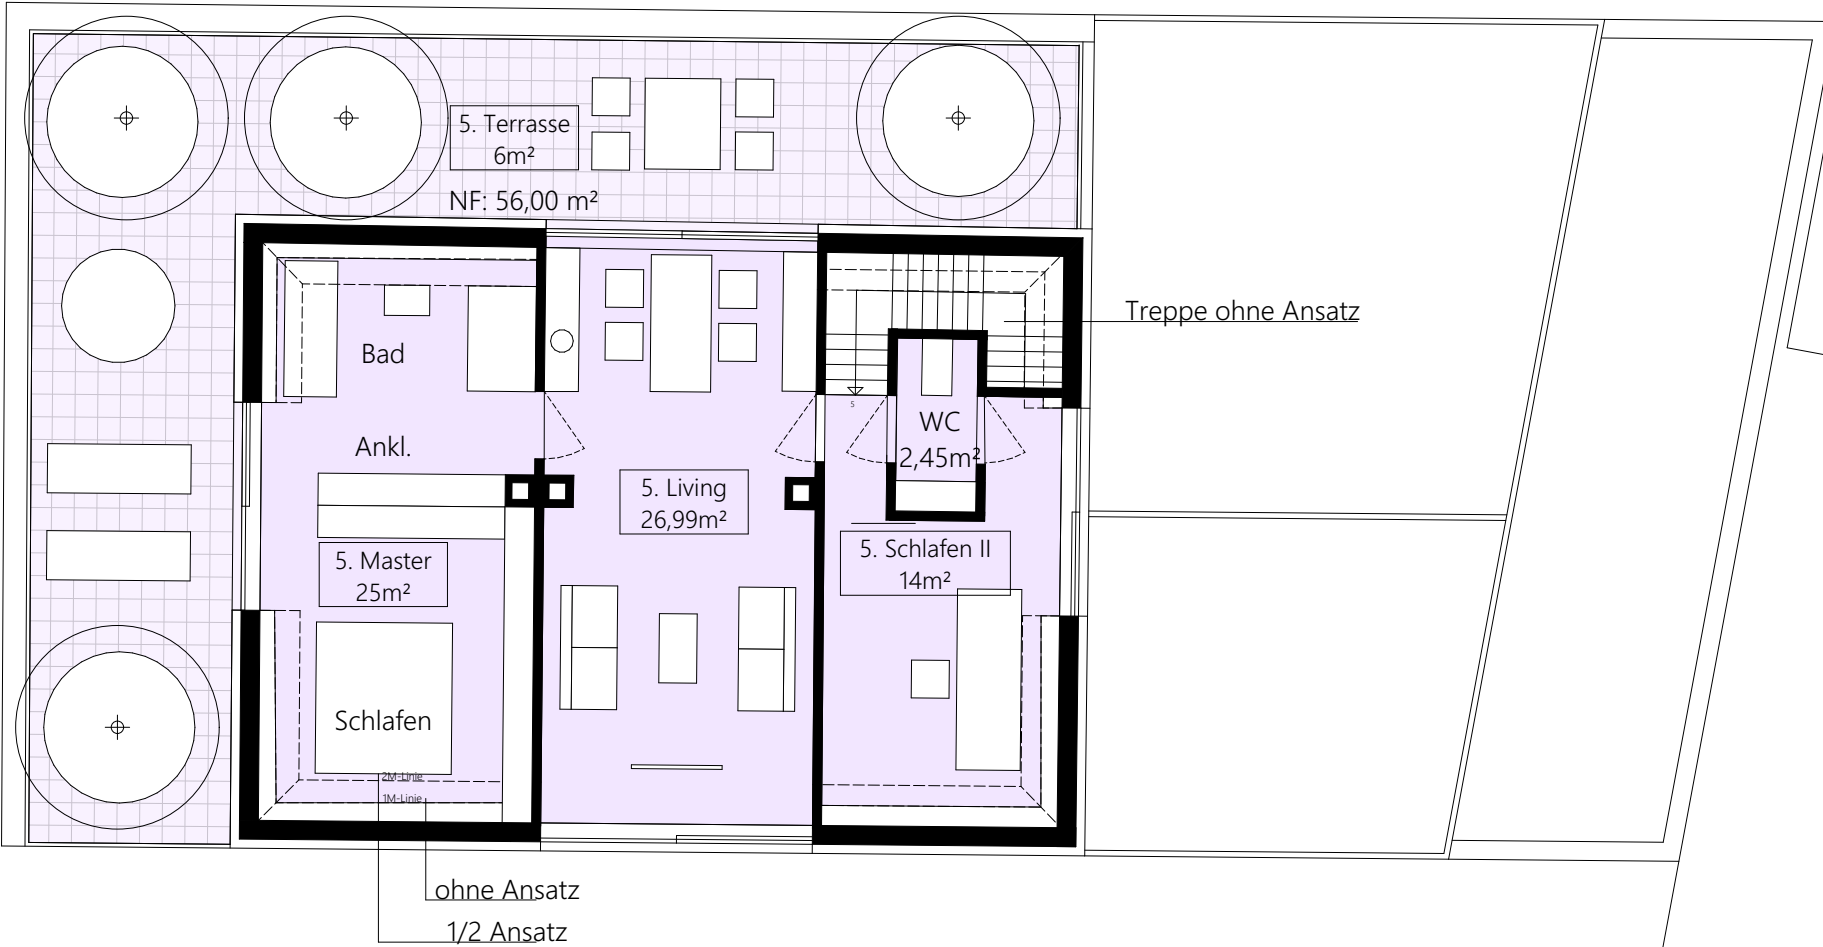 5. Terrasse
6m²
NF: 56,00 m²
Treppe ohne Ansatz
Bad
5
WC
2,45m²
Ankl.
5. Living
26,99m²
5. Master
25m²
5. Schlafen II
14m²
Schlafen
2M-Linie
1M-Linie
ohne Ansatz
1/2 Ansatz